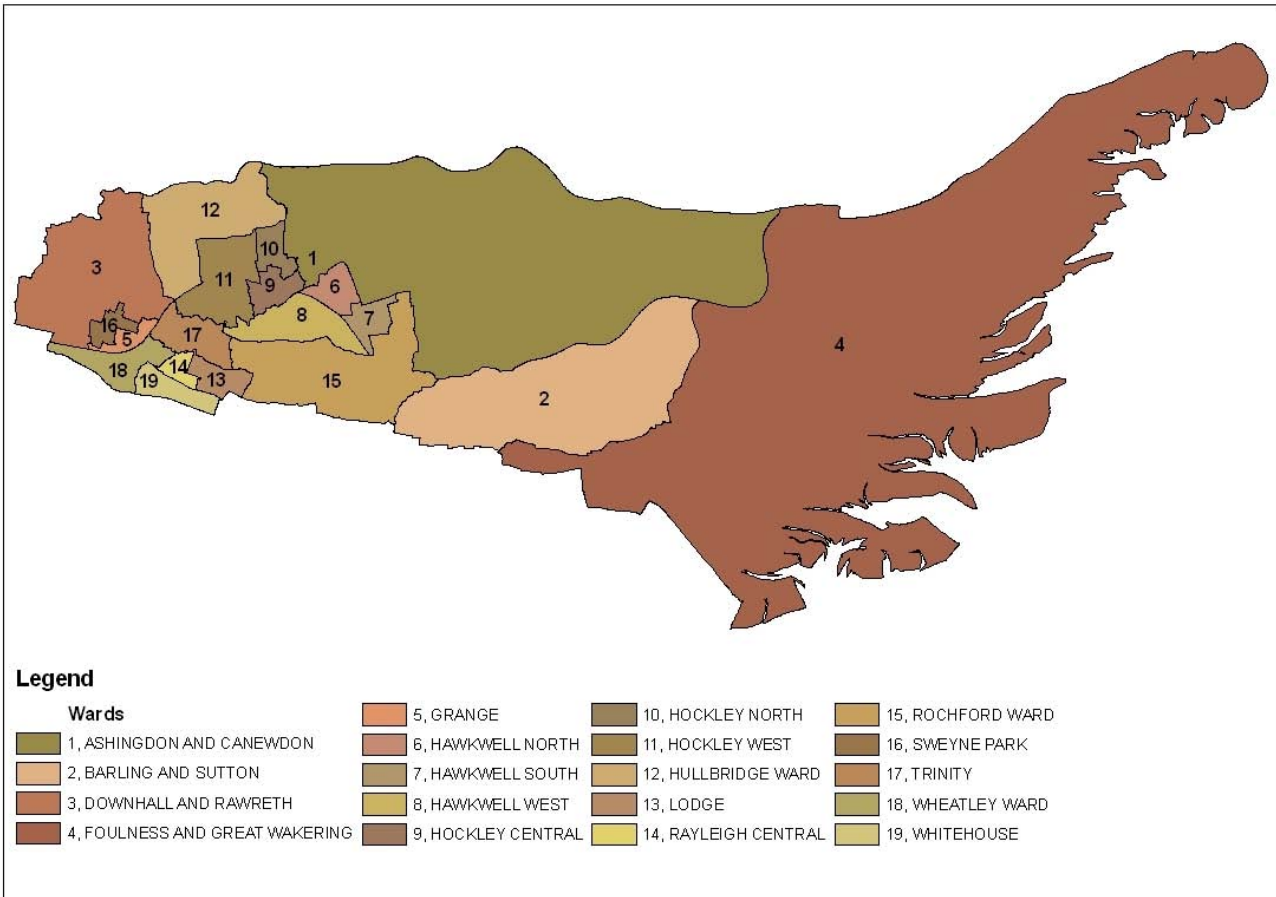 12
10
3
1
11
9
6
8
7
16
5
17
4
18
14
19
13
15
2
Legend
Wards
1, ASHINGDON AND CANEWDON
2, BARLING AND SUTTON
3, DOWNHALL AND RAWRETH
4, FOULNESS AND GREAT WAKERING
5, GRANGE
6, HAWKWELL NORTH
7, HAWKWELL SOUTH
8, HAWKWELL WEST
9, HOCKLEY CENTRAL
10, HOCKLEY NORTH
11, HOCKLEY WEST
12, HULLBRIDGE WARD
13, LODGE
14, RAYLEIGH CENTRAL
15, ROCHFORD WARD
16, SWEYNE PARK
17, TRINITY
18, WHEATLEY WARD
19, WHITEHOUSE